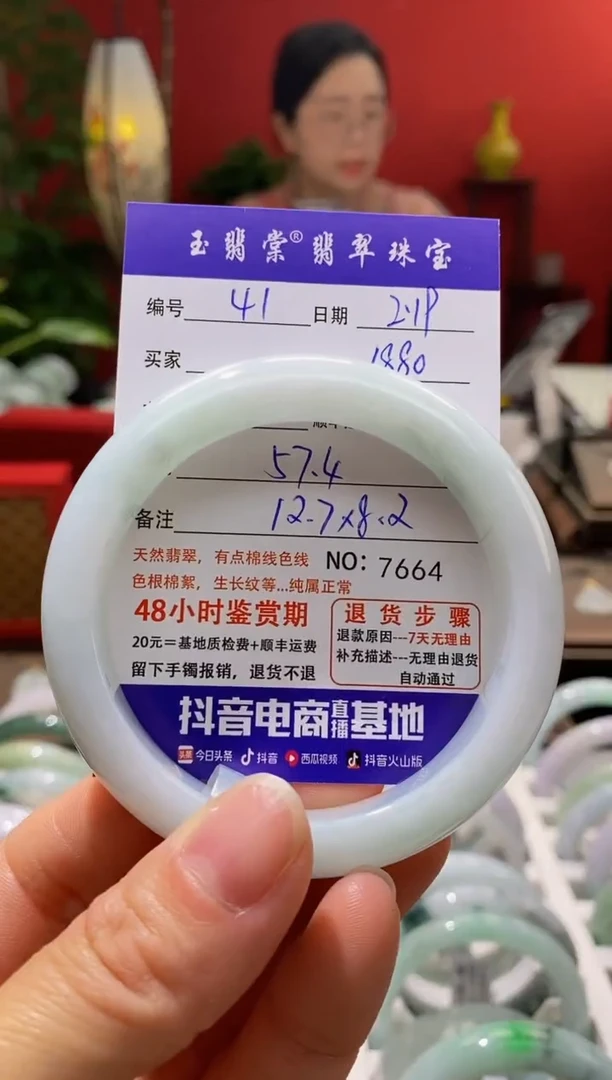 玉翡棠® 翡翠珠宝
编号 41 日期 2.18
买家 1880
57.4
备注 12.7×8.2
天然翡翠，有点棉线色线
色根棉絮，生长纹等...纯属正常
NO：7664
48小时鉴赏期
20元＝基地质检费+顺丰运费
留下手镯报销，退货不退
退货步骤
退款原因---7天无理由
补充描述---无理由退货
自动通过
抖音电商直播基地
头条 今日头条 抖音 西瓜视频 抖音火山版